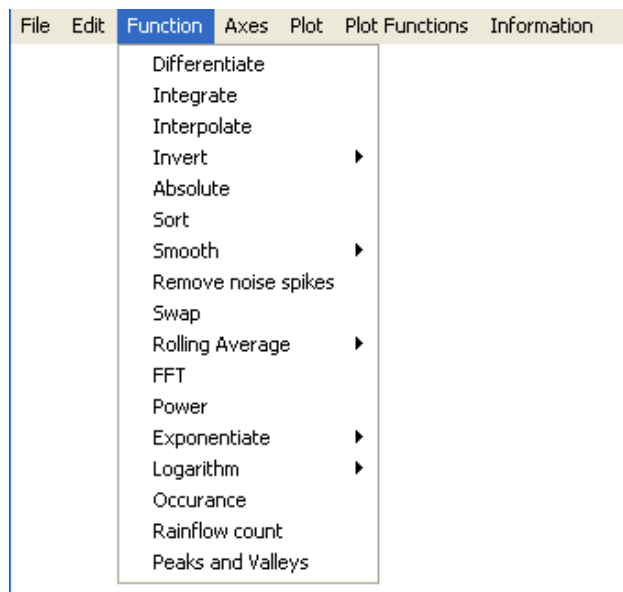 File Edit Function Axes Plot Plot Functions Information
Differentiate
Integrate
Interpolate
Invert
Absolute
Sort
Smooth
Remove noise spikes
Swap
Rolling Average
FFT
Power
Exponentiate
Logarithm
Occurance
Rainflow count
Peaks and Valleys